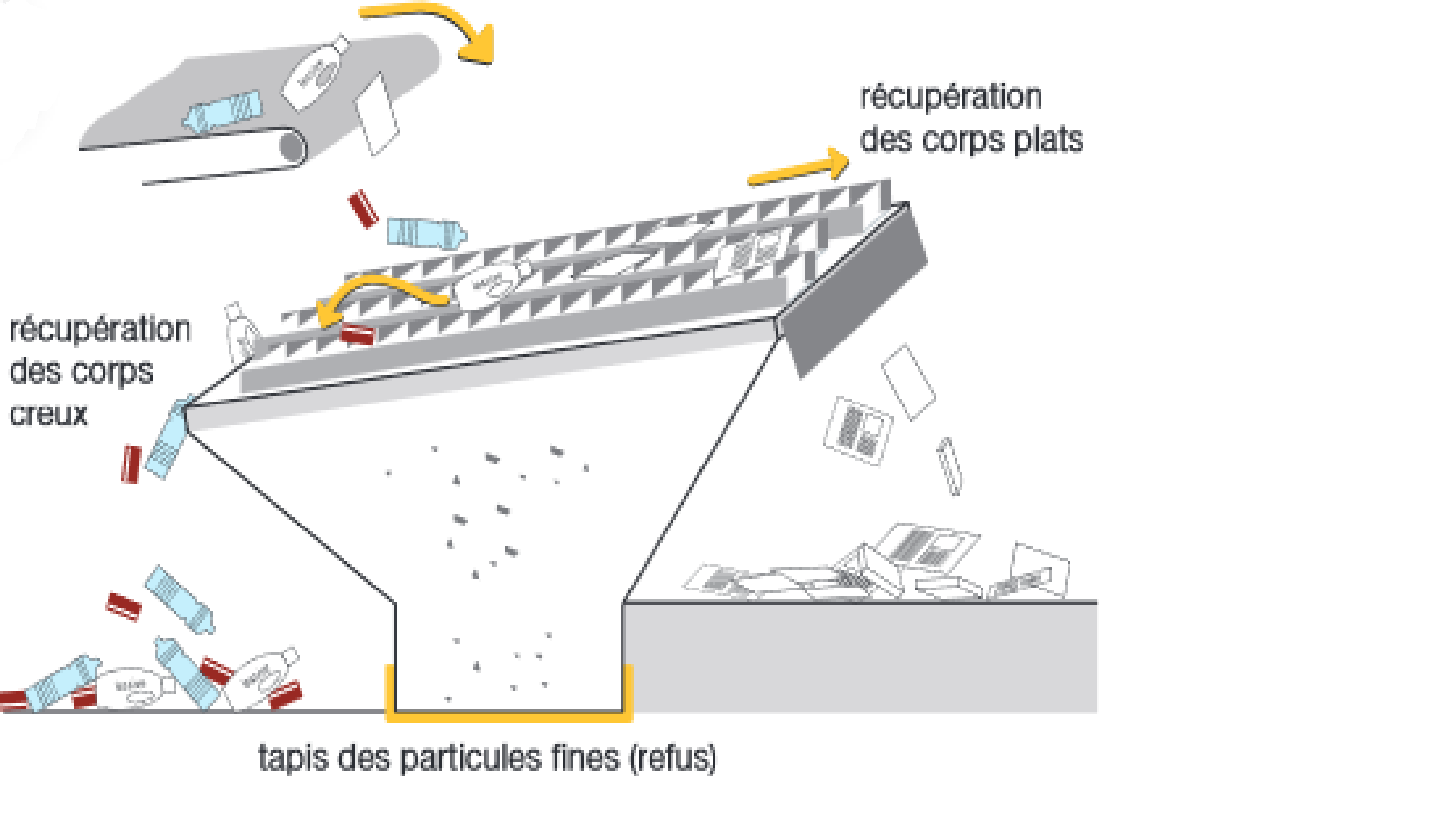 récupération
des corps plats
récupération
des corps
creux
tapis des particules fines (refus)